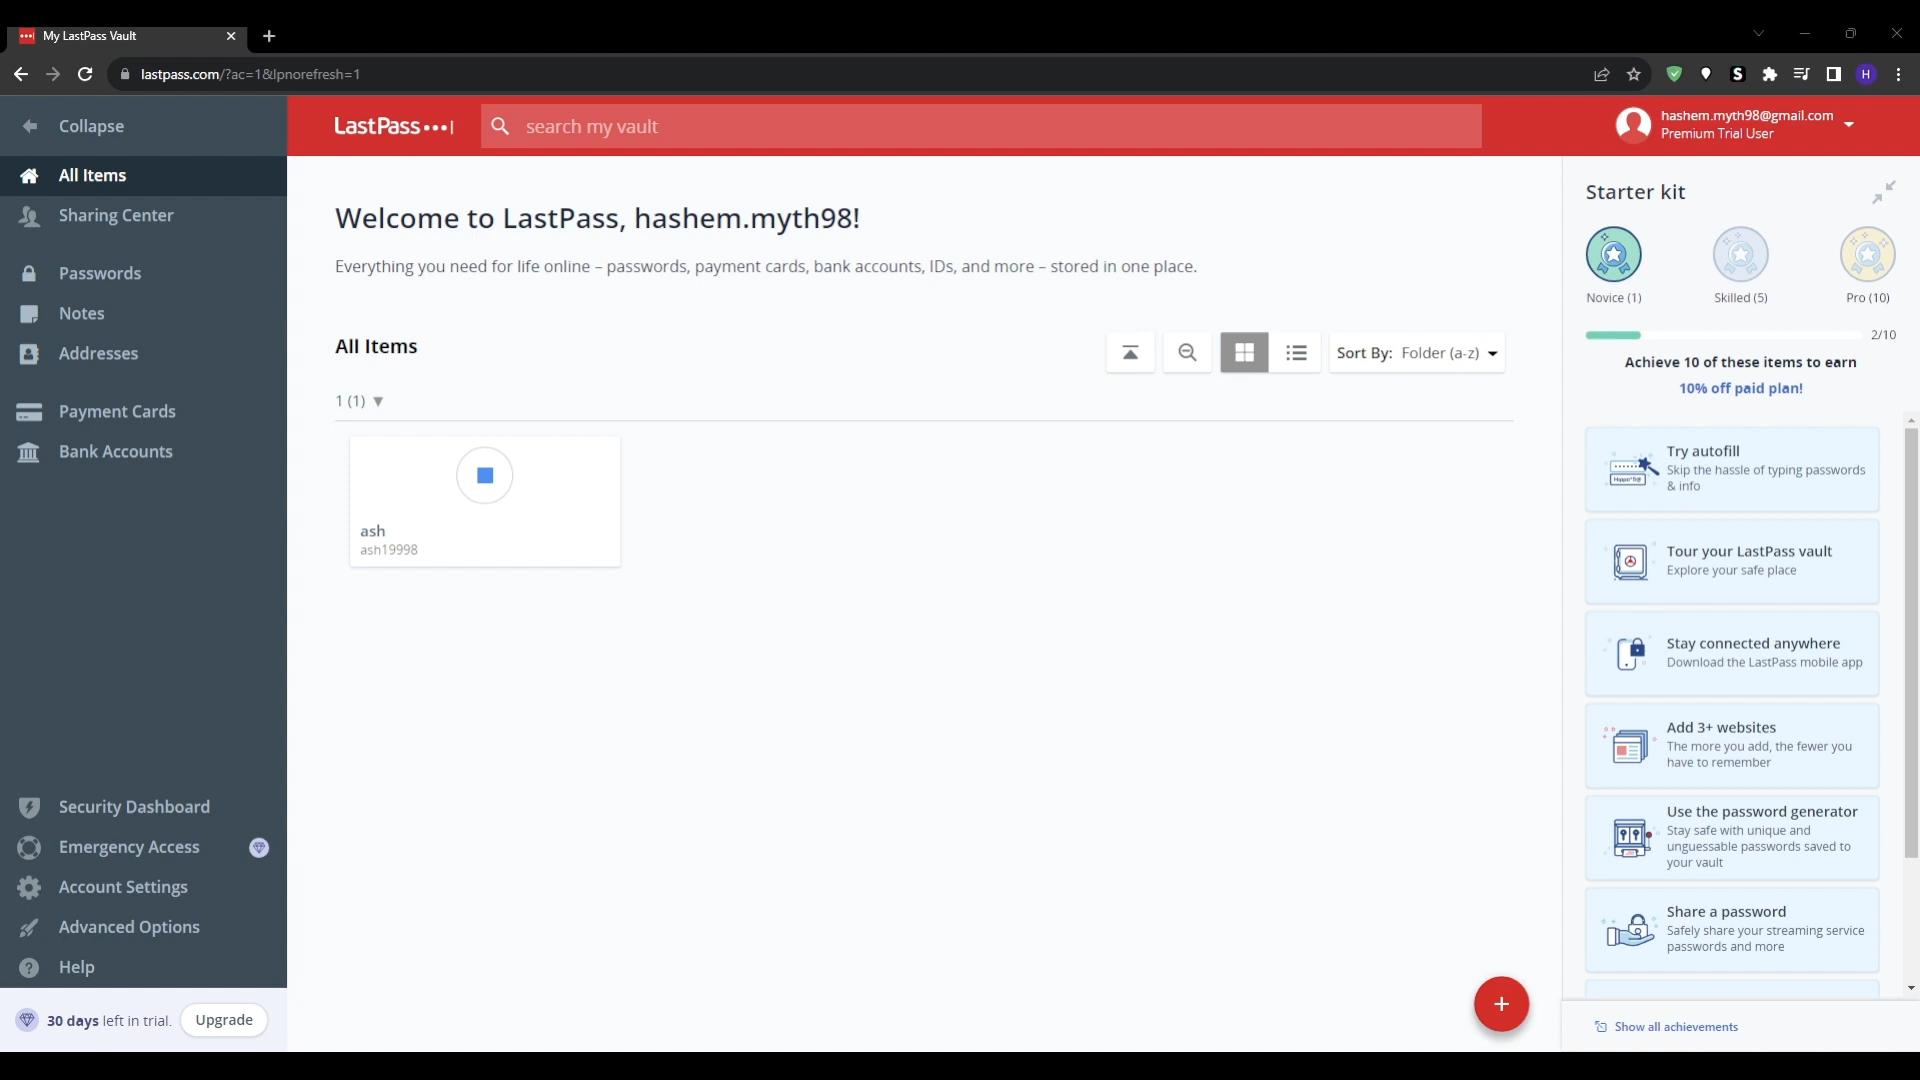 My LastPass Vault
lastpass.com/?ac=1&lpnorefresh=1
S
H
Collapse
All Items
Sharing Center
Passwords
Notes
Addresses
Payment Cards
Bank Accounts
Security Dashboard
Emergency Access
Account Settings
Advanced Options
Help
30 days left in trial.
Upgrade
LastPass
search my vault
hashem.myth98@gmail.com
Premium Trial User
Welcome to LastPass, hashem.myth98!
Everything you need for life online – passwords, payment cards, bank accounts, IDs, and more – stored in one place.
All Items
Sort By: Folder (a-z)
1 (1)
ash
ash19998
Starter kit
Novice (1)
Skilled (5)
Pro (10)
2/10
Achieve 10 of these items to earn
10% off paid plan!
Try autofill
Skip the hassle of typing passwords
& info
Tour your LastPass vault
Explore your safe place
Stay connected anywhere
Download the LastPass mobile app
Add 3+ websites
The more you add, the fewer you
have to remember
Use the password generator
Stay safe with unique and
unguessable passwords saved to
your vault
Share a password
Safely share your streaming service
passwords and more
Show all achievements